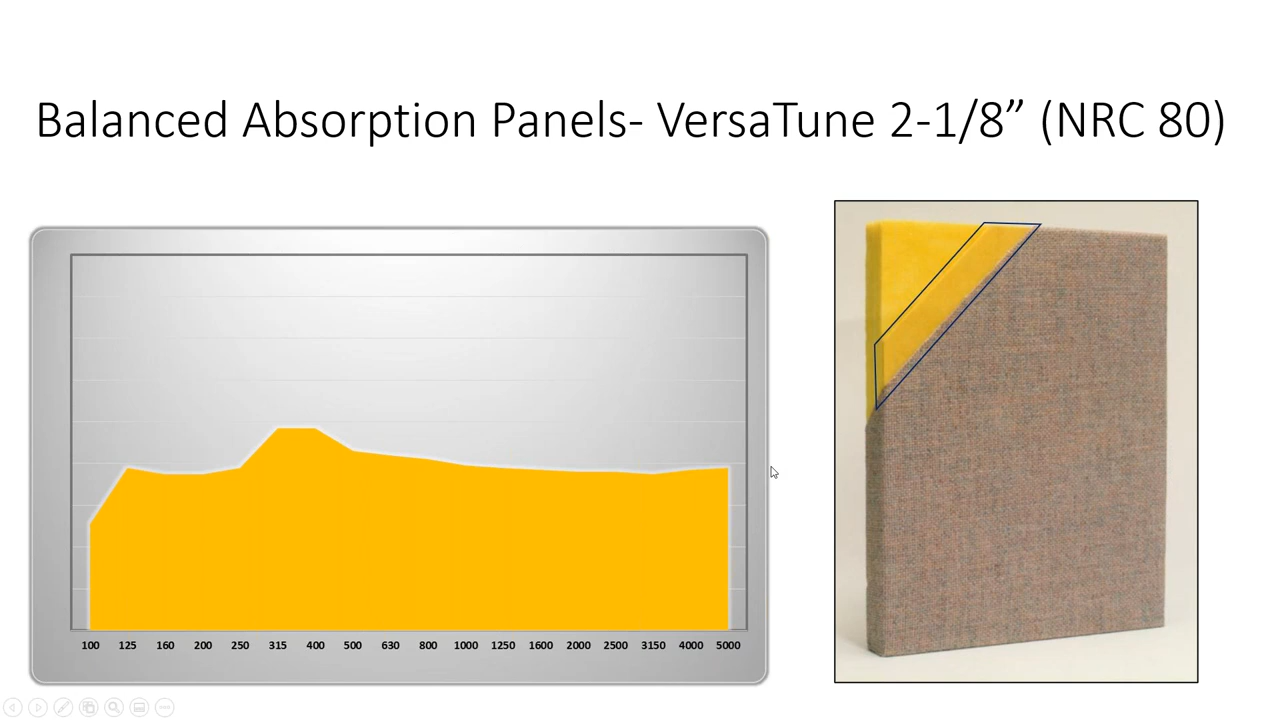 Balanced Absorption Panels- VersaTune 2-1/8” (NRC 80)
100 125 160 200 250 315 400 500 630 800 1000 1250 1600 2000 2500 3150 4000 5000